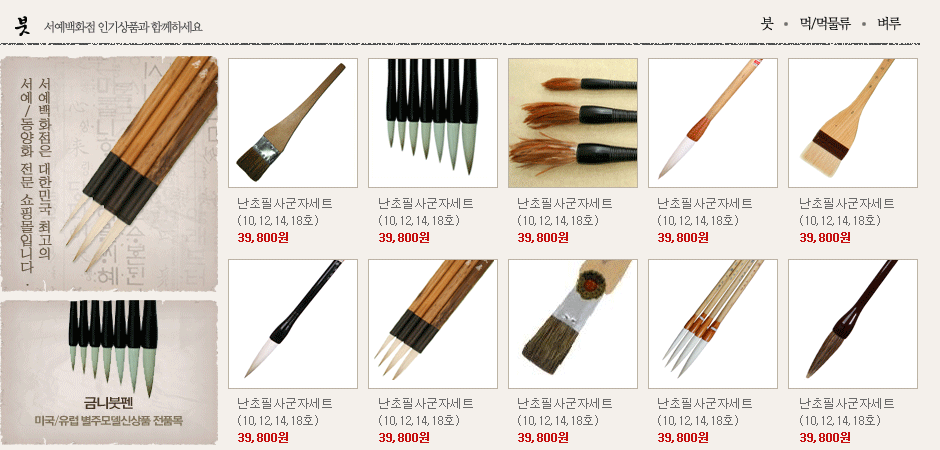 붓 서예백화점 인기상품과 함께하세요
붓 • 먹/먹물류 • 벼루
서예백화점은 대한민국 최고의
서예/동양화 전문 쇼핑몰입니다.
금니붓펜
미국/유럽 별주모델신상품 전품목
난초필사군자세트
(10,12,14,18호)
39,800원
난초필사군자세트
(10,12,14,18호)
39,800원
난초필사군자세트
(10,12,14,18호)
39,800원
난초필사군자세트
(10,12,14,18호)
39,800원
난초필사군자세트
(10,12,14,18호)
39,800원
난초필사군자세트
(10,12,14,18호)
39,800원
난초필사군자세트
(10,12,14,18호)
39,800원
난초필사군자세트
(10,12,14,18호)
39,800원
난초필사군자세트
(10,12,14,18호)
39,800원
난초필사군자세트
(10,12,14,18호)
39,800원